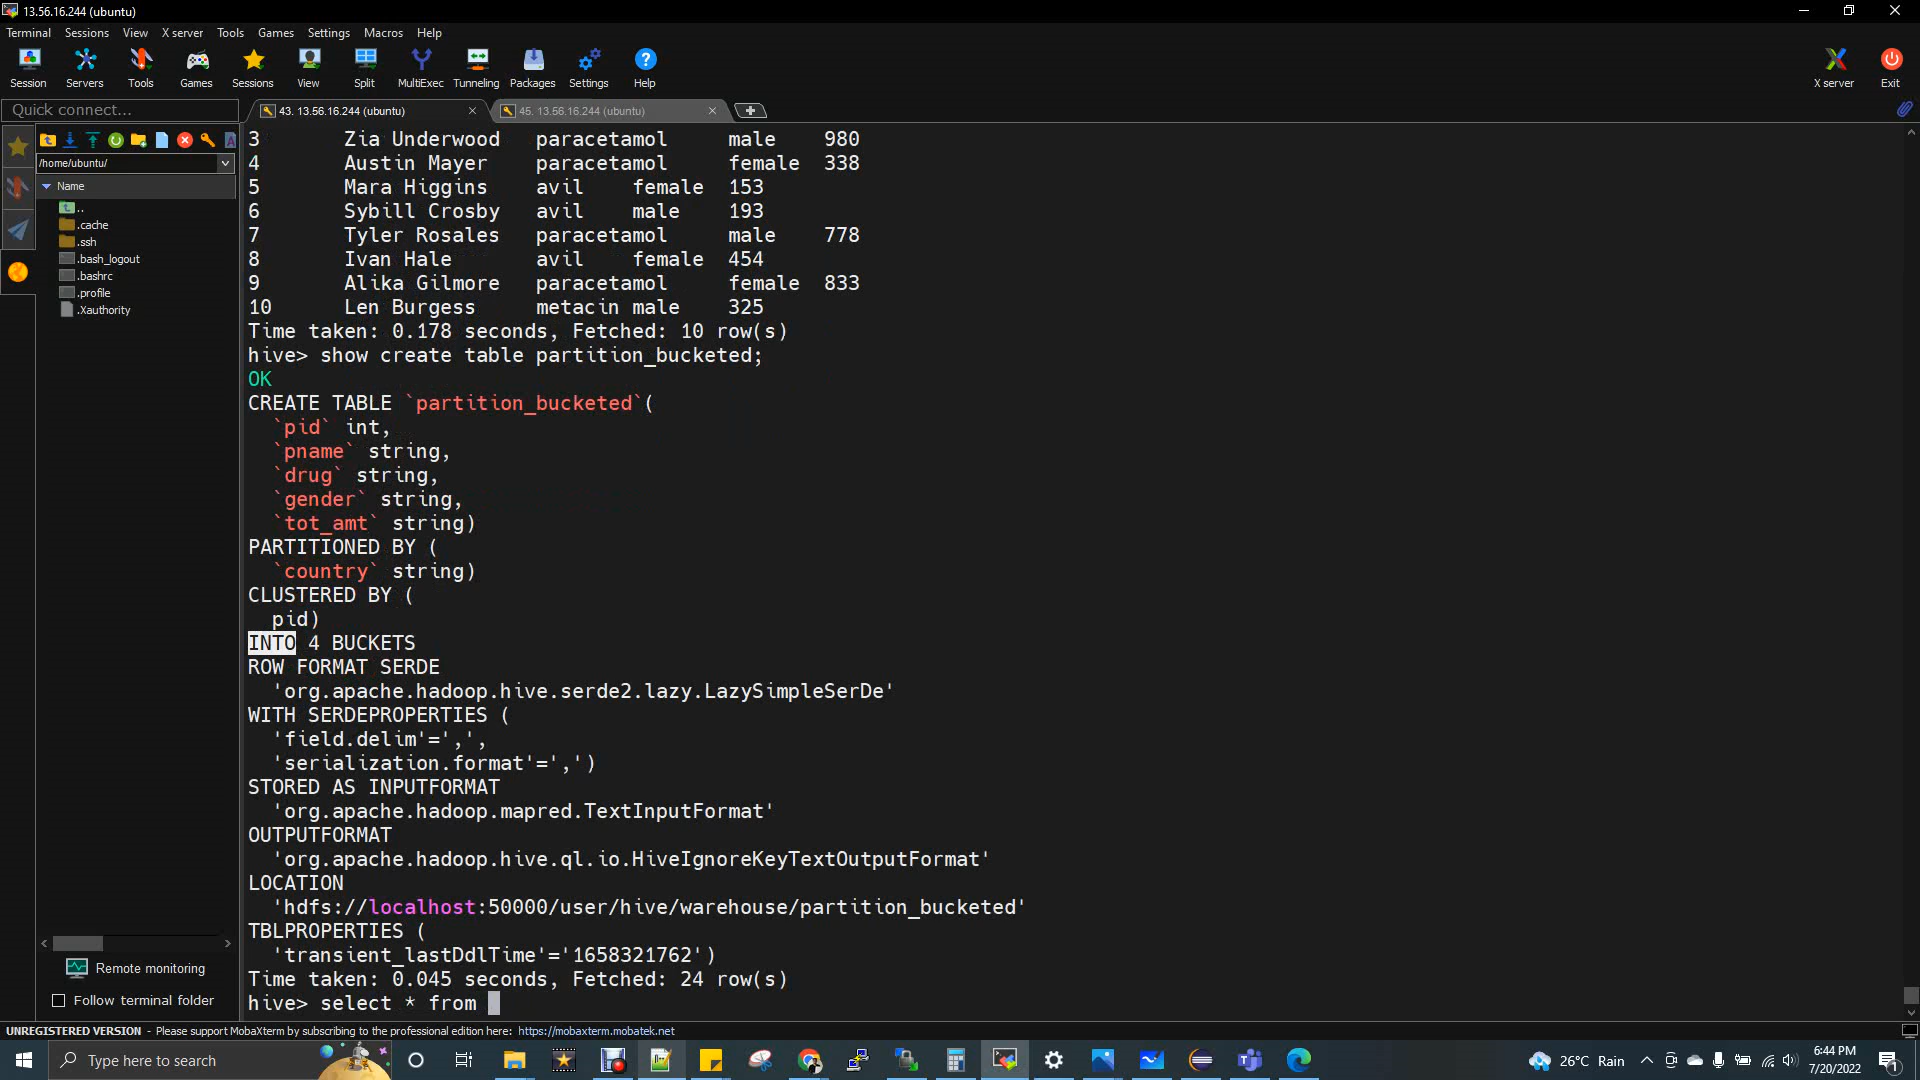 13.56.16.244 (ubuntu)
Terminal Sessions View X server Tools Games Settings Macros Help
Session Servers Tools Games Sessions View Split MultiExec Tunneling Packages Settings Help X server Exit
Quick connect...
43. 13.56.16.244 (ubuntu)
45. 13.56.16.244 (ubuntu)
/home/ubuntu/
Name
..
.cache
.ssh
.bash_logout
.bashrc
.profile
.Xauthority
Remote monitoring
Follow terminal folder
3 Zia Underwood paracetamol male 980
4 Austin Mayer paracetamol female 338
5 Mara Higgins avil female 153
6 Sybill Crosby avil male 193
7 Tyler Rosales paracetamol male 778
8 Ivan Hale avil female 454
9 Alika Gilmore paracetamol female 833
10 Len Burgess metacin male 325
Time taken: 0.178 seconds, Fetched: 10 row(s)
hive> show create table partition_bucketed;
OK
CREATE TABLE `partition_bucketed`(
`pid` int,
`pname` string,
`drug` string,
`gender` string,
`tot_amt` string)
PARTITIONED BY (
`country` string)
CLUSTERED BY (
pid)
INTO 4 BUCKETS
ROW FORMAT SERDE
'org.apache.hadoop.hive.serde2.lazy.LazySimpleSerDe'
WITH SERDEPROPERTIES (
'field.delim'=',',
'serialization.format'=',')
STORED AS INPUTFORMAT
'org.apache.hadoop.mapred.TextInputFormat'
OUTPUTFORMAT
'org.apache.hadoop.hive.ql.io.HiveIgnoreKeyTextOutputFormat'
LOCATION
'hdfs://localhost:50000/user/hive/warehouse/partition_bucketed'
TBLPROPERTIES (
'transient_lastDdlTime'='1658321762')
Time taken: 0.045 seconds, Fetched: 24 row(s)
hive> select * from
UNREGISTERED VERSION - Please support MobaXterm by subscribing to the professional edition here: https://mobaxterm.mobatek.net
Type here to search
26°C Rain
6:44 PM
7/20/2022
1